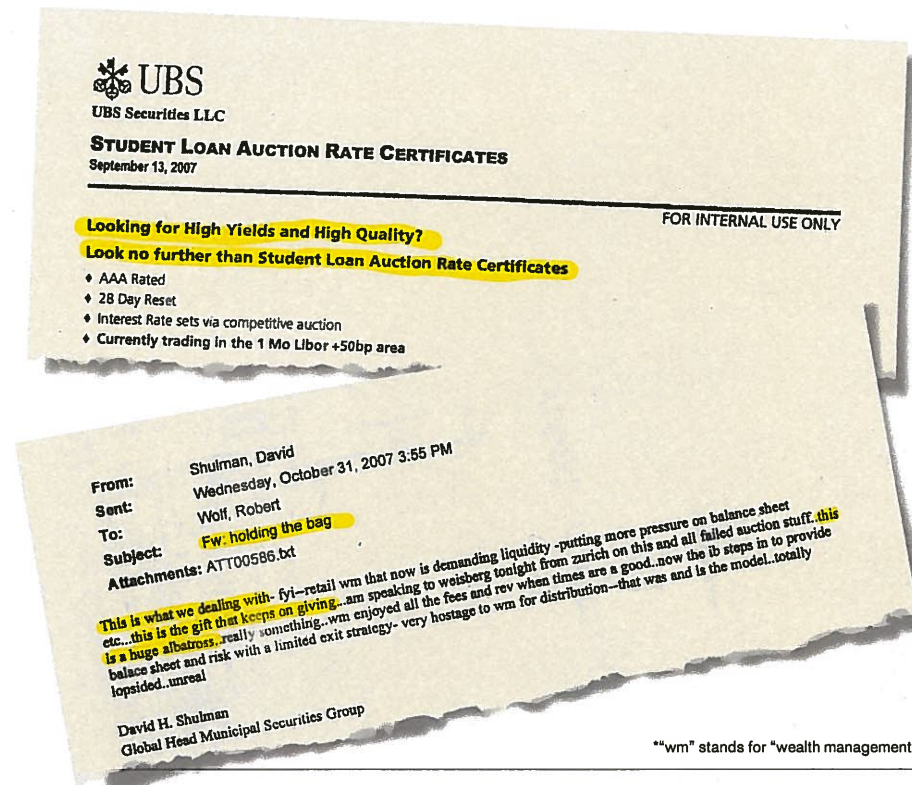 UBS
UBS Securities LLC
STUDENT LOAN AUCTION RATE CERTIFICATES
September 13, 2007
FOR INTERNAL USE ONLY
Looking for High Yields and High Quality?
Look no further than Student Loan Auction Rate Certificates
♦ AAA Rated
♦ 28 Day Reset
♦ Interest Rate sets via competitive auction
♦ Currently trading in the 1 Mo Libor +50bp area
From: Shulman, David
Sent: Wednesday, October 31, 2007 3:55 PM
To: Wolf, Robert
Subject: Fw: holding the bag
Attachments: ATT00586.txt
This is what we dealing with- fyi--retail wm that now is demanding liquidity -putting more pressure on balance sheet
etc...this is the gift that keeps on giving...am speaking to weisberg tonight from zurich on this and all failed auction stuff..this
is a huge albatross..really something..wm enjoyed all the fees and rev when times are a good..now the ib steps in to provide
balace sheet and risk with a limited exit strategy- very hostage to wm for distribution--that was and is the model..totally
lopsided..unreal
David H. Shulman
Global Head Municipal Securities Group
*"wm" stands for "wealth management